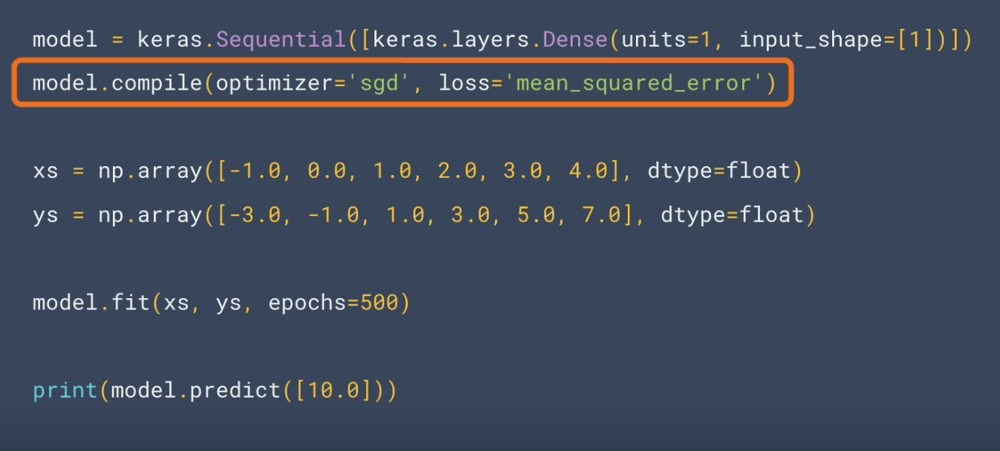 model = keras.Sequential([keras.layers.Dense(units=1, input_shape=[1])])
model.compile(optimizer='sgd', loss='mean_squared_error')
xs = np.array([-1.0, 0.0, 1.0, 2.0, 3.0, 4.0], dtype=float)
ys = np.array([-3.0, -1.0, 1.0, 3.0, 5.0, 7.0], dtype=float)
model.fit(xs, ys, epochs=500)
print(model.predict([10.0]))